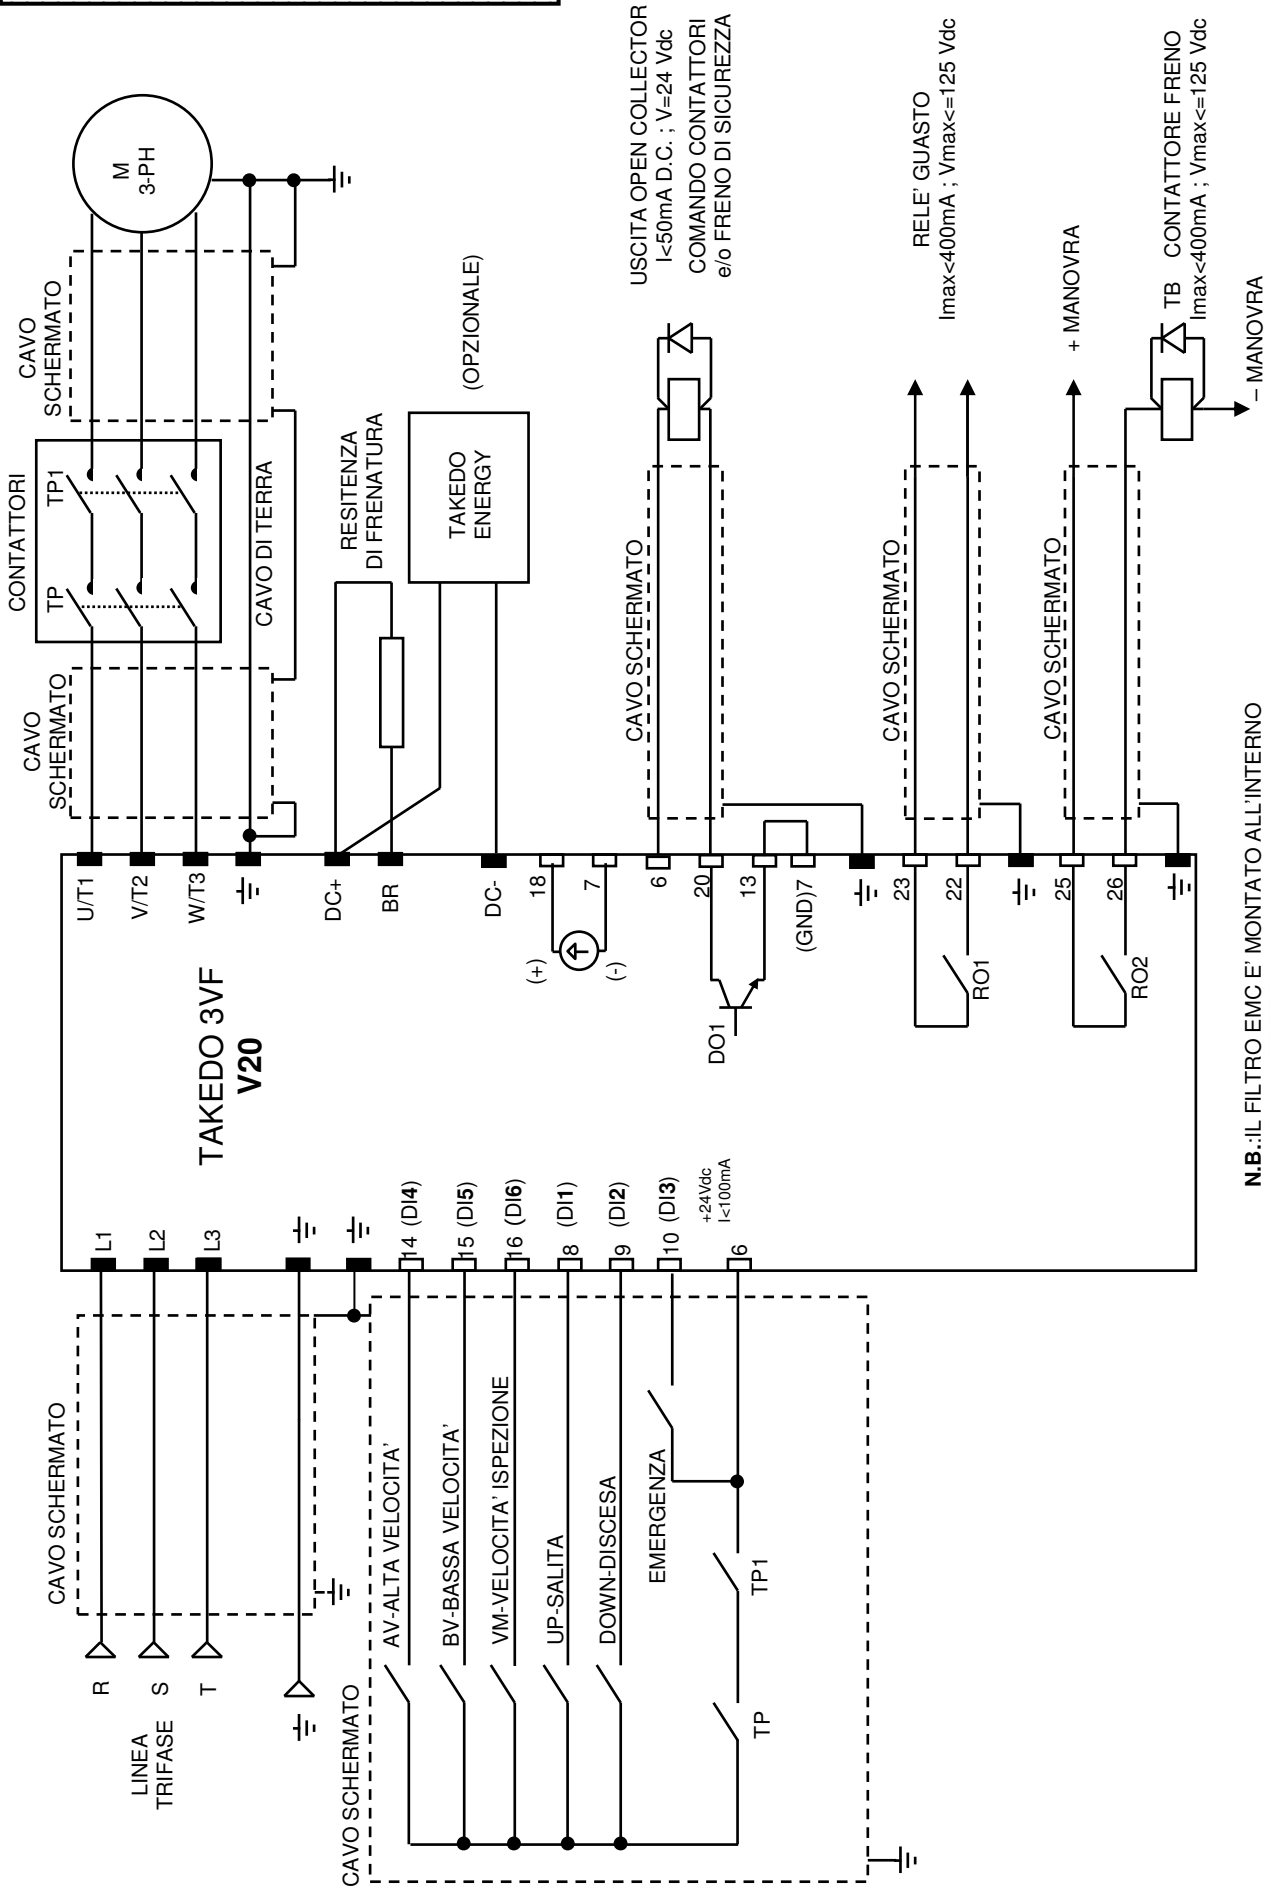 LINEA
TRIFASE
R
S
T
CAVO SCHERMATO
L1
L2
L3
TAKEDO 3VF
V20
U/T1
V/T2
W/T3
CAVO
SCHERMATO
CONTATTORI
TP
TP1
CAVO
SCHERMATO
M
3-PH
CAVO DI TERRA
DC+
BR
DC-
RESITENZA
DI FRENATURA
TAKEDO
ENERGY
(OPZIONALE)
CAVO SCHERMATO
AV-ALTA VELOCITA'
BV-BASSA VELOCITA'
VM-VELOCITA' ISPEZIONE
UP-SALITA
DOWN-DISCESA
EMERGENZA
TP
TP1
14 (DI4)
15 (DI5)
16 (DI6)
8 (DI1)
9 (DI2)
10 (DI3)
6
+24Vdc
I<100mA
(+)
(-)
18
7
DO1
6
20
13
(GND)7
CAVO SCHERMATO
USCITA OPEN COLLECTOR
I<50mA D.C. ; V=24 Vdc
COMANDO CONTATTORI
e/o FRENO DI SICUREZZA
RO1
23
22
CAVO SCHERMATO
RELE' GUASTO
Imax<400mA ; Vmax<=125 Vdc
RO2
25
26
CAVO SCHERMATO
+ MANOVRA
TB CONTATTORE FRENO
Imax<400mA ; Vmax<=125 Vdc
– MANOVRA
N.B.:IL FILTRO EMC E' MONTATO ALL'INTERNO